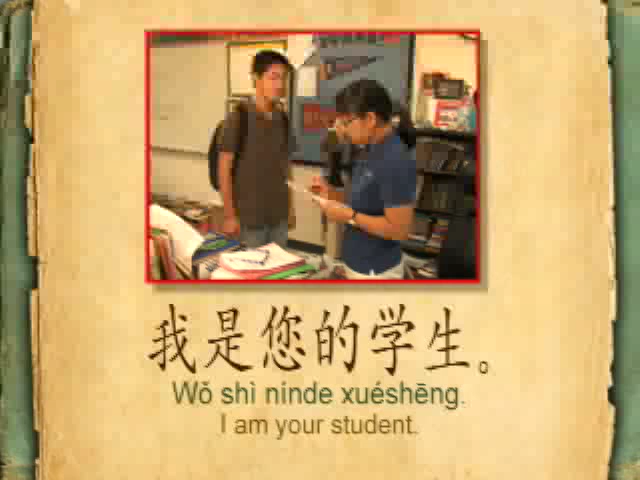 我是您的学生。
Wǒ shì nínde xuéshēng.
I am your student.